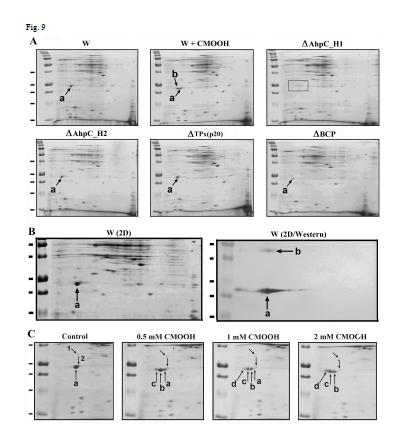 Fig. 9
A
W
W + CMOOH
ΔAhpC_H1
a
b
a
ΔAhpC_H2
ΔTPx(p20)
ΔBCP
a
a
a
B
W (2D)
W (2D/Western)
a
b
a
C
Control
0.5 mM CMOOH
1 mM CMOOH
2 mM CMOOH
1
2
a
c
b
a
d
c
b
a
d
c
b